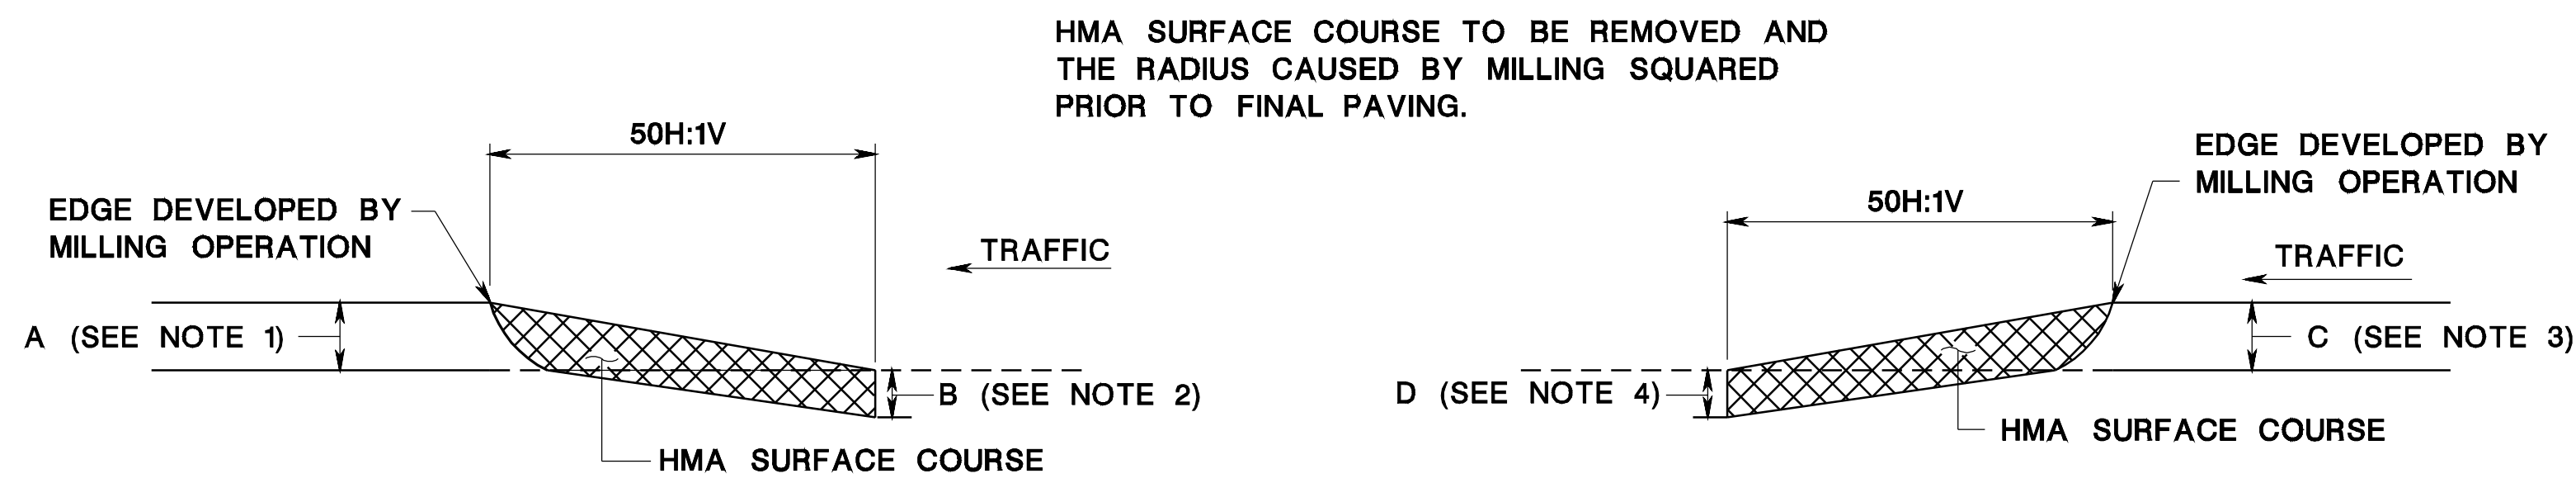 HMA SURFACE COURSE TO BE REMOVED AND
THE RADIUS CAUSED BY MILLING SQUARED
PRIOR TO FINAL PAVING.
50H:1V
EDGE DEVELOPED BY
MILLING OPERATION
TRAFFIC
A (SEE NOTE 1)
B (SEE NOTE 2)
HMA SURFACE COURSE
50H:1V
EDGE DEVELOPED BY
MILLING OPERATION
TRAFFIC
C (SEE NOTE 3)
D (SEE NOTE 4)
HMA SURFACE COURSE